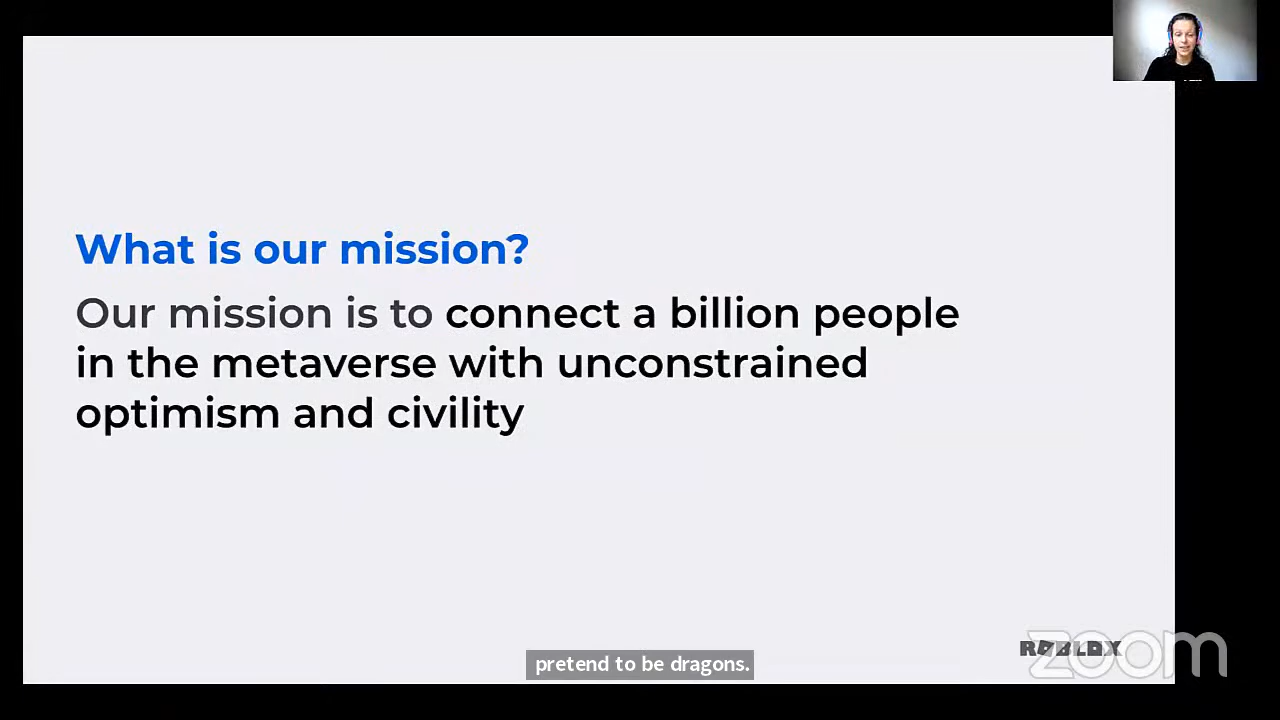 What is our mission?
Our mission is to connect a billion people
in the metaverse with unconstrained
optimism and civility
ROBLOX
zoom
pretend to be dragons.